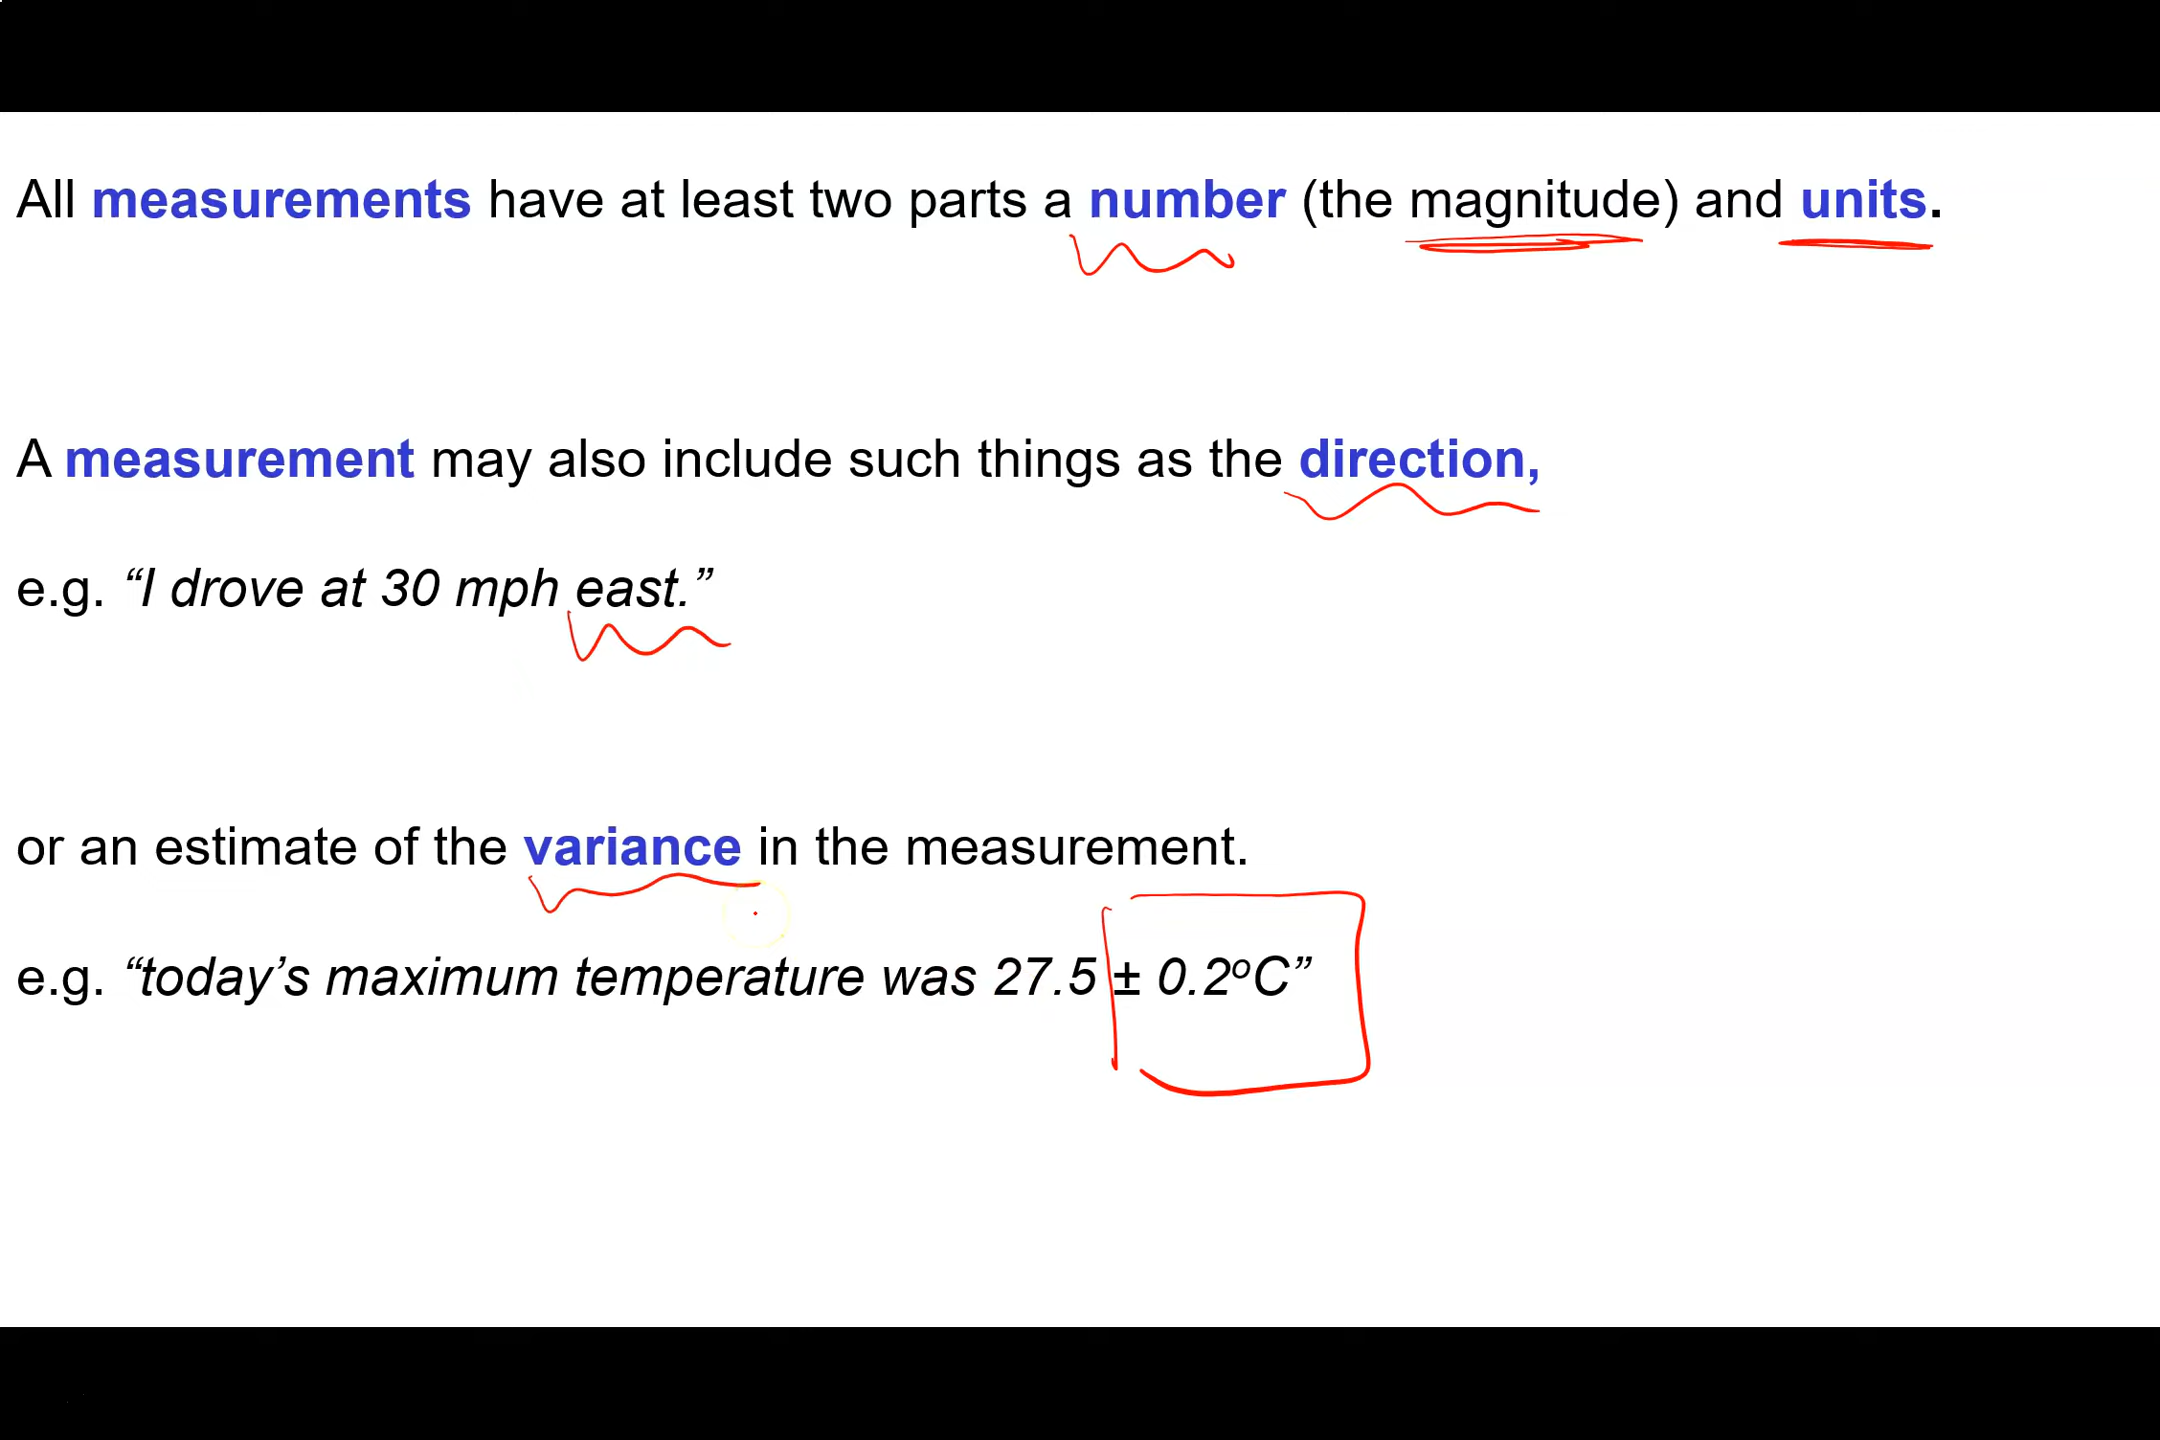 All measurements have at least two parts a number (the magnitude) and units.
A measurement may also include such things as the direction,
e.g. “I drove at 30 mph east.”
or an estimate of the variance in the measurement.
e.g. “today’s maximum temperature was 27.5 ± 0.2ºC”